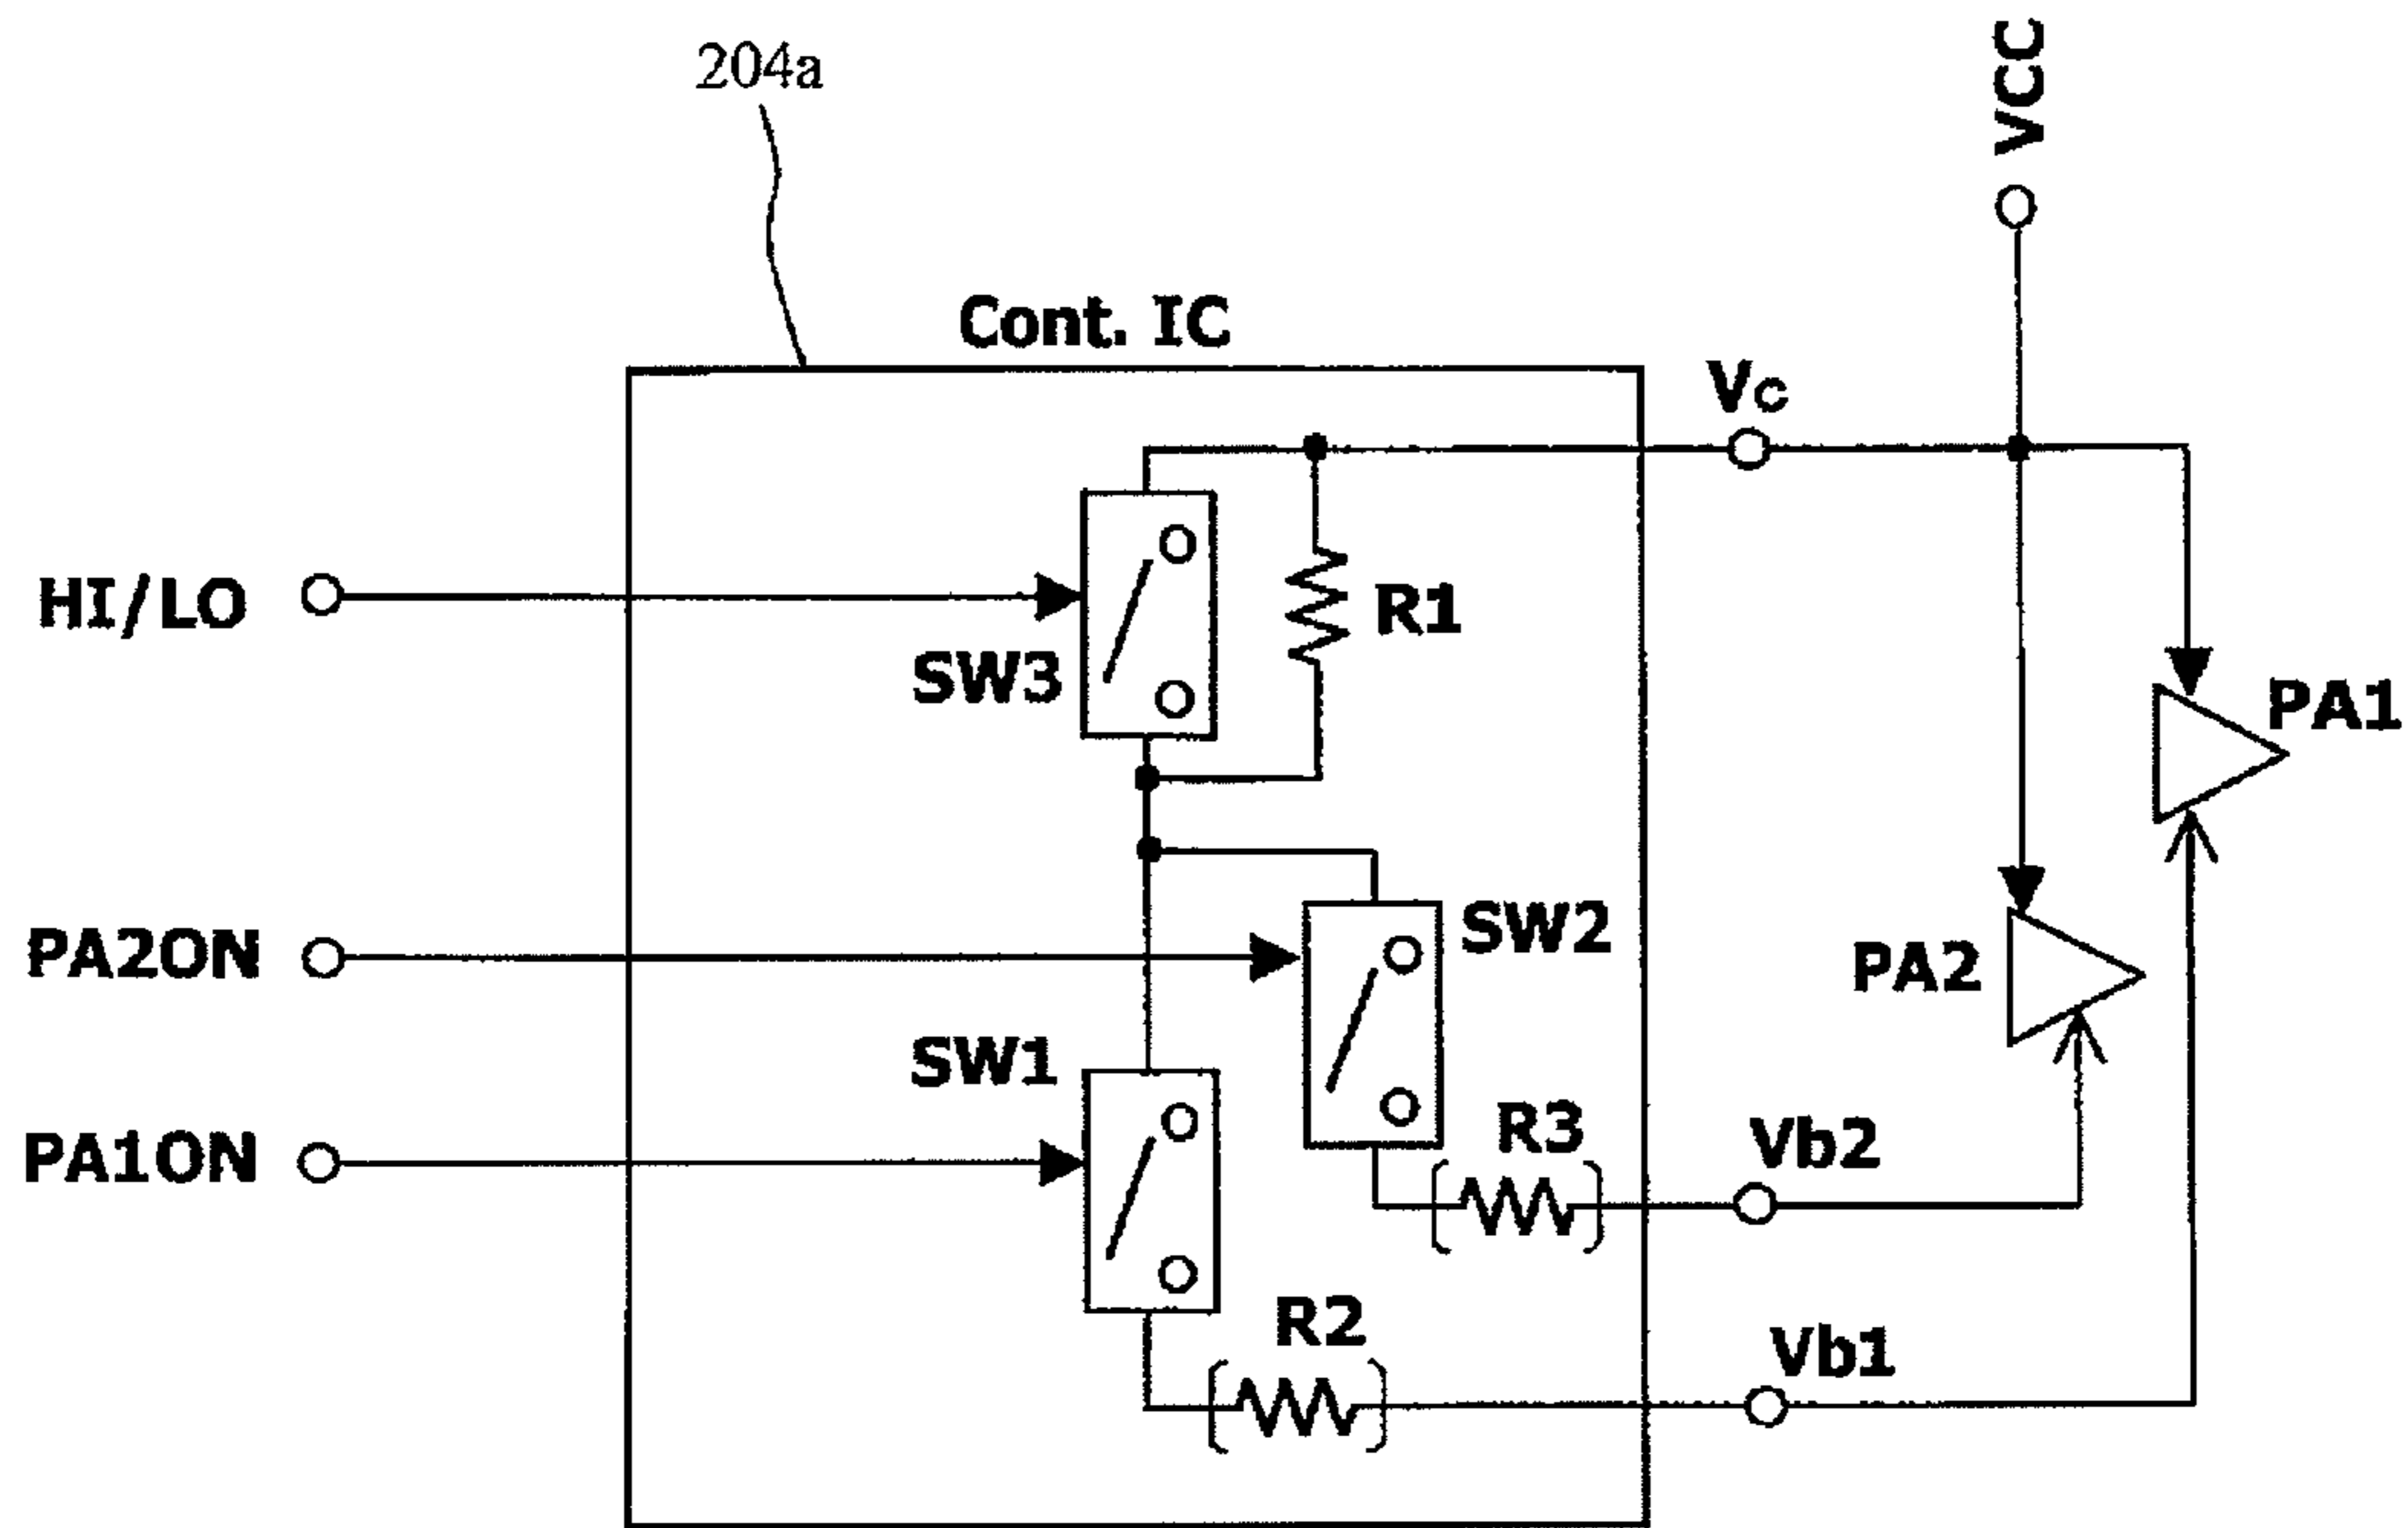 204a
VCC
Cont. IC
Vc
HI/LO
SW3
R1
PA1
PA2ON
SW2
PA2
SW1
R3
Vb2
PA1ON
R2
Vb1